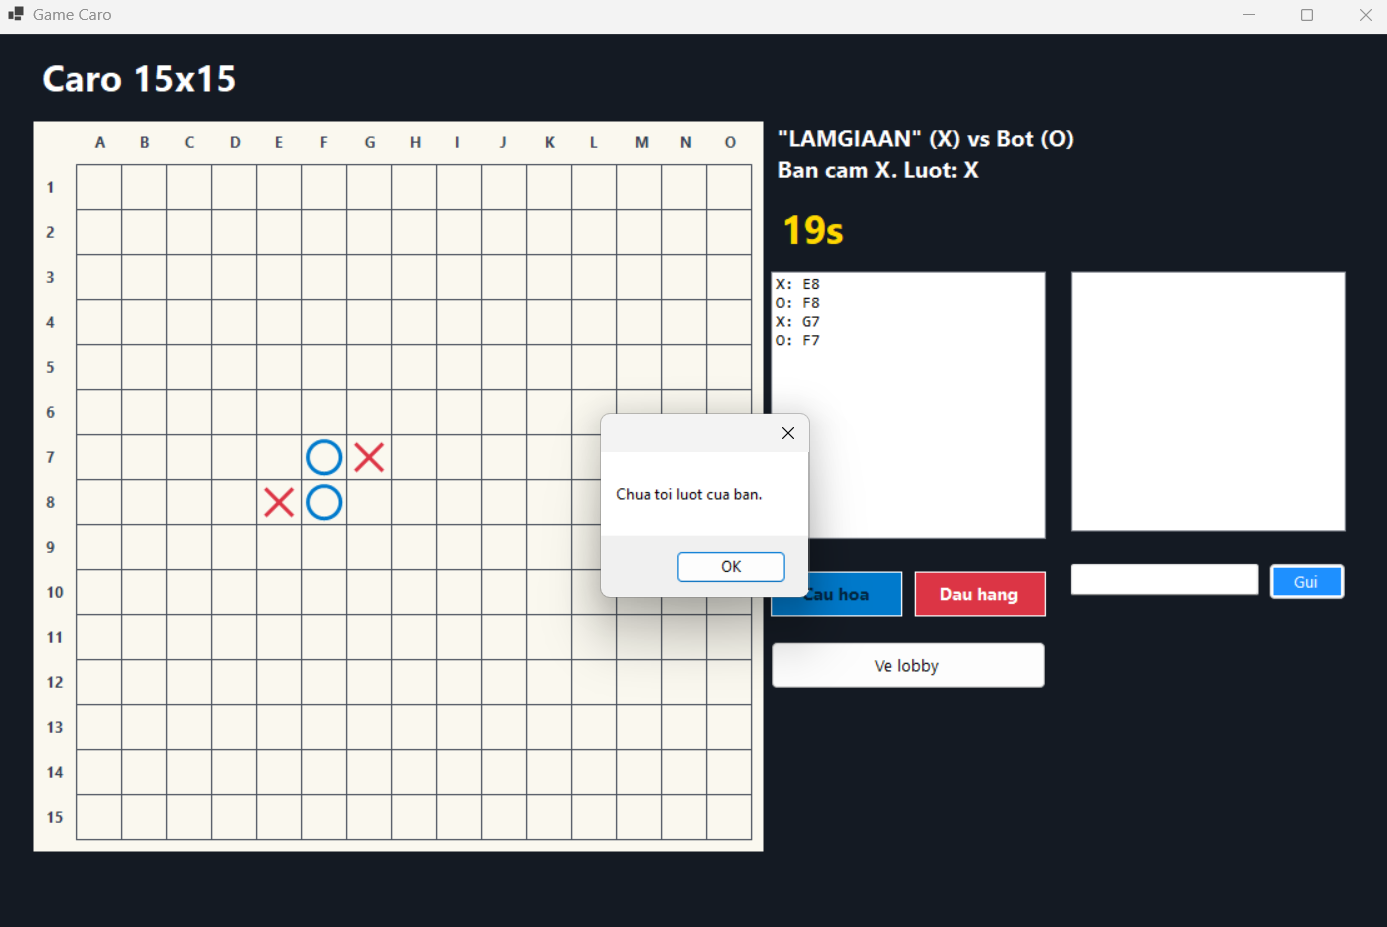 Game Caro
Caro 15x15
A B C D E F G H I J K L M N O
1
2
3
4
5
6
7
8
9
10
11
12
13
14
15
"LAMGIAAN" (X) vs Bot (O)
Ban cam X. Luot: X
19s
X: E8
O: F8
X: G7
O: F7
Chua toi luot cua ban.
OK
Cau hoa
Dau hang
Gui
Ve lobby